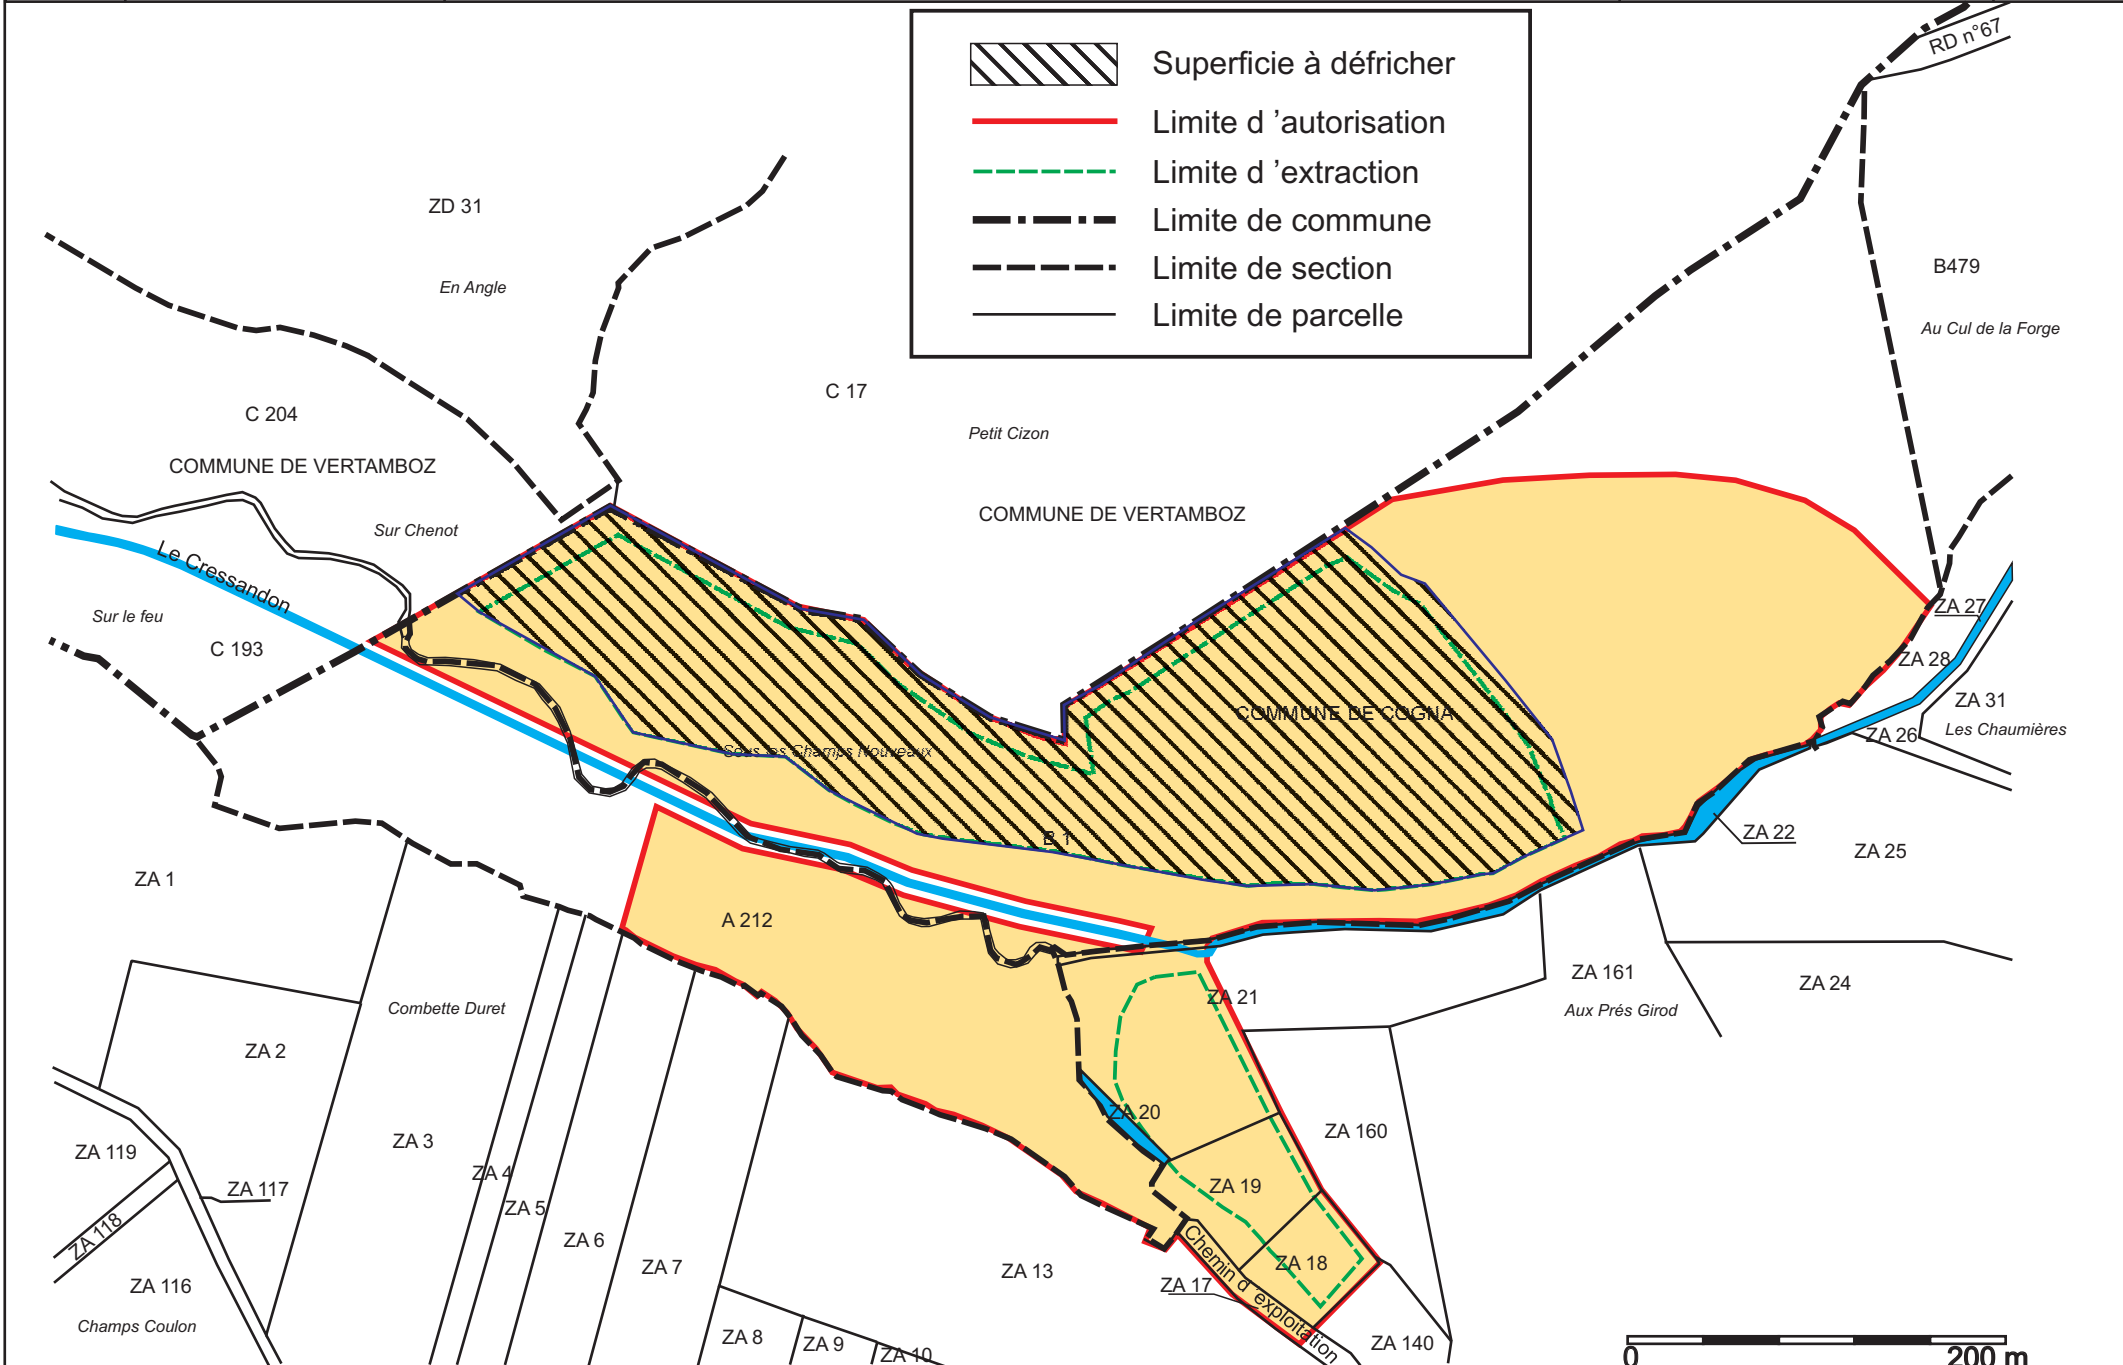 Superficie à défricher
Limite d ’autorisation
Limite d ’extraction
Limite de commune
Limite de section
Limite de parcelle
RD n°67
ZD 31
En Angle
B479
Au Cul de la Forge
C 17
C 204
Petit Cizon
COMMUNE DE VERTAMBOZ
COMMUNE DE VERTAMBOZ
Sur Chenot
Le Cressandon
Sur le feu
C 193
ZA 27
ZA 28
ZA 31
Les Chaumières
ZA 26
COMMUNE DE COGNA
Sous les Champs Nouveaux
B 1
ZA 22
ZA 25
ZA 1
A 212
ZA 161
Aux Prés Girod
ZA 24
ZA 21
Combette Duret
ZA 2
ZA 20
ZA 160
ZA 3
ZA 119
ZA 4
ZA 117
ZA 19
ZA 5
ZA 118
ZA 6
ZA 7
ZA 13
ZA 18
ZA 17
Chemin d ’exploitation
ZA 116
Champs Coulon
ZA 8
ZA 9
ZA 10
ZA 140
0
200 m